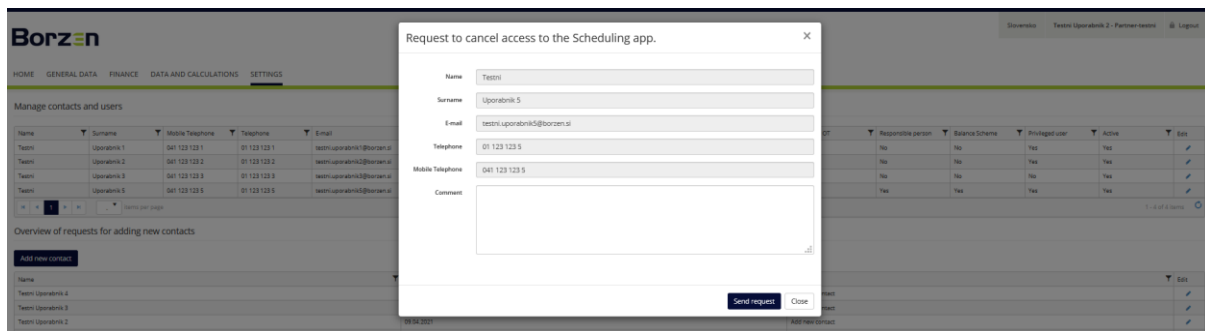 Borzen
Slovensko Testni Uporabnik 2 - Partner-testni Logout
HOME GENERAL DATA FINANCE DATA AND CALCULATIONS SETTINGS
Request to cancel access to the Scheduling app. ×
Name Testni
Surname Uporabnik 5
E-mail testni.uporabnik5@borzen.si
Telephone 01 123 123 5
Mobile Telephone 041 123 123 5
Comment
Send request Close
Manage contacts and users
Name Surname Mobile Telephone Telephone E-mail OT Responsible person Balance Scheme Privileged user Active Edit
Testni Uporabnik 1 041 123 123 1 01 123 123 1 testni.uporabnik1@borzen.si No No Yes Yes
Testni Uporabnik 2 041 123 123 2 01 123 123 2 testni.uporabnik2@borzen.si No No Yes Yes
Testni Uporabnik 3 041 123 123 3 01 123 123 3 testni.uporabnik3@borzen.si No No Yes Yes
Testni Uporabnik 5 041 123 123 5 01 123 123 5 testni.uporabnik5@borzen.si Yes Yes Yes Yes
1 items per page 1 - 4 of 4 items
Overview of requests for adding new contacts
Add new contact
Name Edit
Testni Uporabnik 4 ntact
Testni Uporabnik 3 ntact
Testni Uporabnik 2 03.04.2021 Add new contact